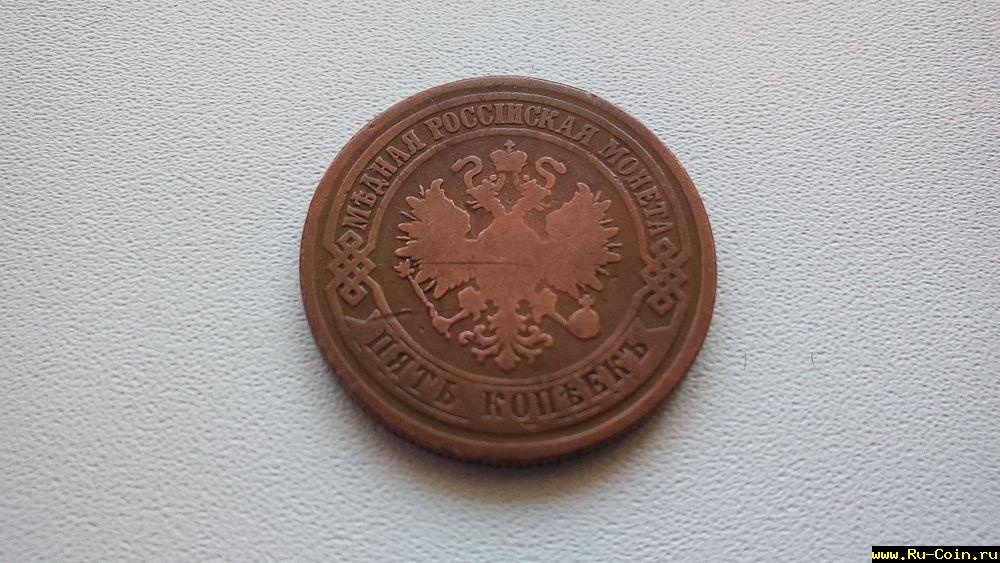 МѢДНАЯ РОССІЙСКАЯ МОНЕТА
ПЯТЬ КОПѢЕКЪ
www.Ru-Coin.ru